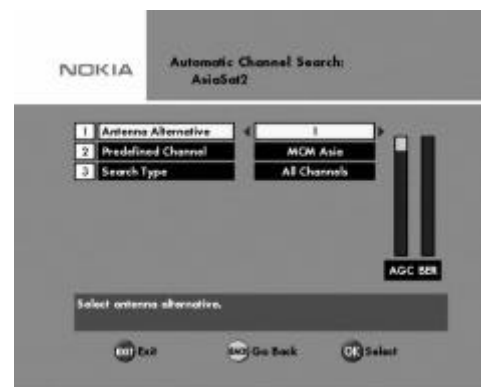 NOKIA
Automatic Channel Search:
AsiaSat2
1 Antenna Alternative 1
2 Predefined Channel MCM Asia
3 Search Type All Channels
AGC BER
Select antenna alternative.
EXIT Exit BACK Go Back OK Select